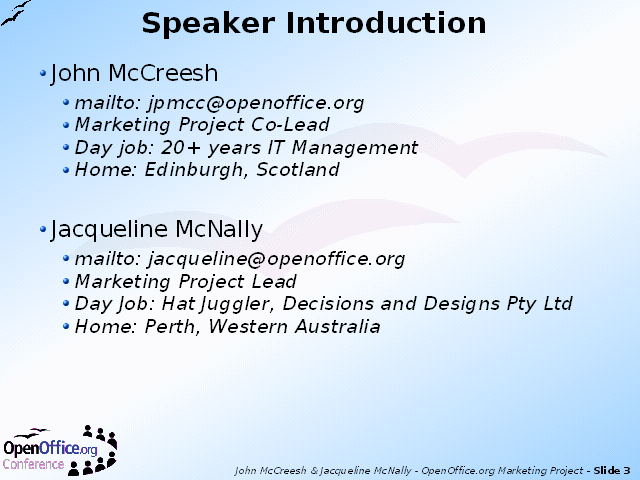 Speaker Introduction
John McCreesh
mailto: jpmcc@openoffice.org
Marketing Project Co-Lead
Day job: 20+ years IT Management
Home: Edinburgh, Scotland
Jacqueline McNally
mailto: jacqueline@openoffice.org
Marketing Project Lead
Day Job: Hat Juggler, Decisions and Designs Pty Ltd
Home: Perth, Western Australia
OpenOffice.org
Conference
John McCreesh & Jacqueline McNally - OpenOffice.org Marketing Project - Slide 3